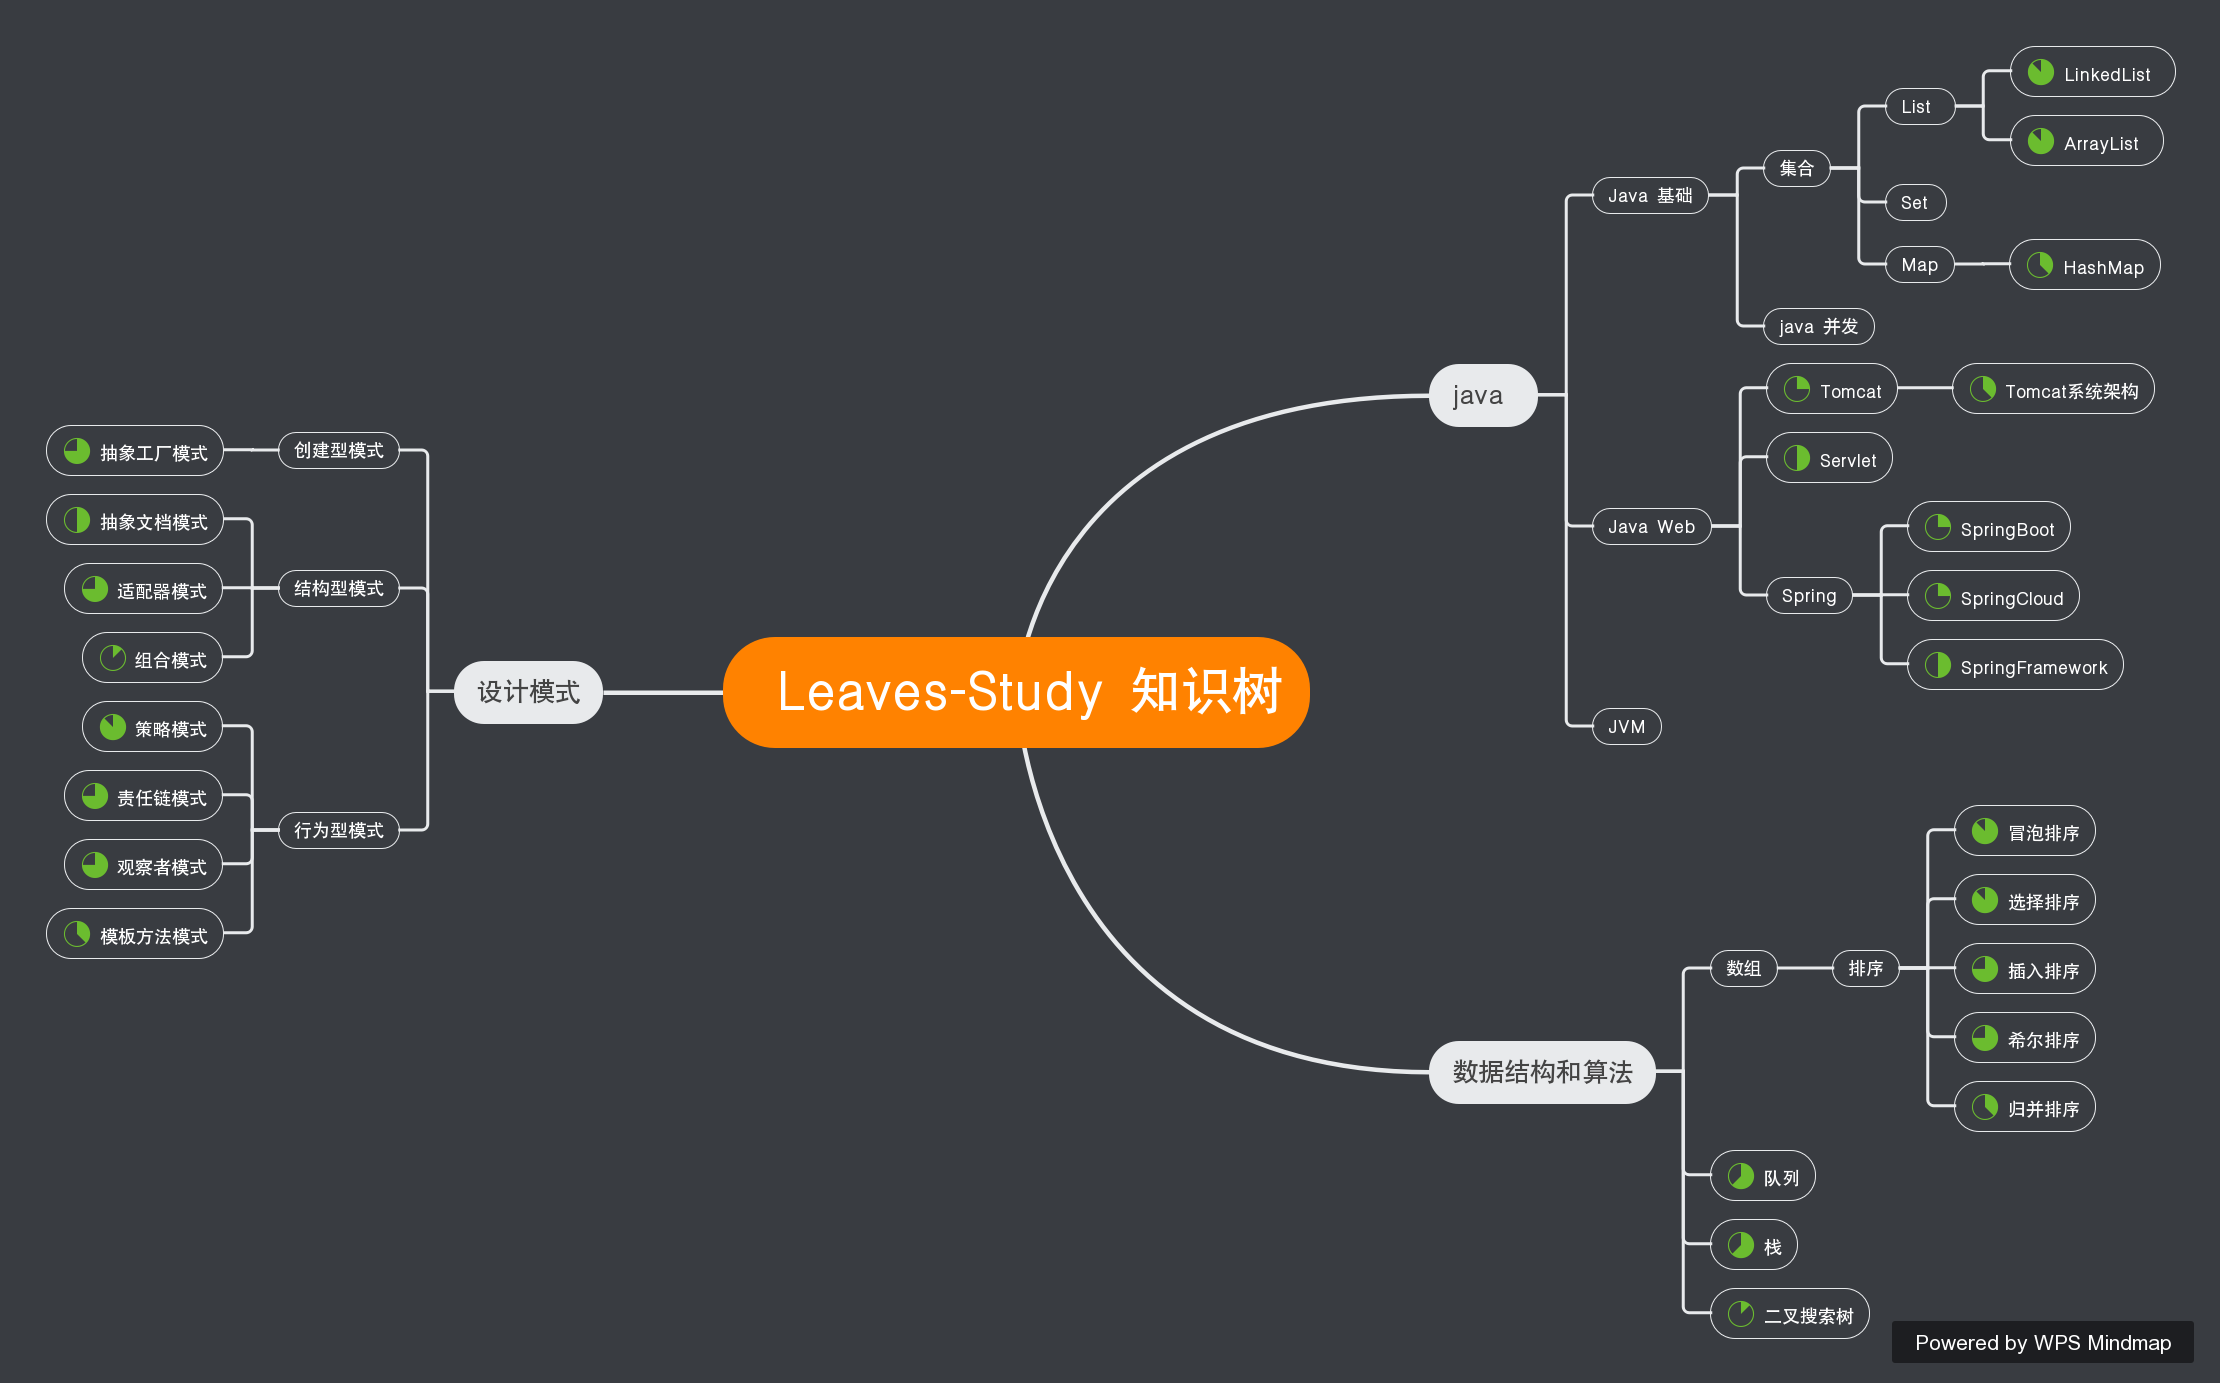 Leaves-Study 知识树
java
Java 基础
集合
List
LinkedList
ArrayList
Set
Map
HashMap
java 并发
Java Web
Tomcat
Tomcat系统架构
Servlet
Spring
SpringBoot
SpringCloud
SpringFramework
JVM
数据结构和算法
数组
排序
冒泡排序
选择排序
插入排序
希尔排序
归并排序
队列
栈
二叉搜索树
设计模式
创建型模式
抽象工厂模式
结构型模式
抽象文档模式
适配器模式
组合模式
行为型模式
策略模式
责任链模式
观察者模式
模板方法模式
Powered by WPS Mindmap